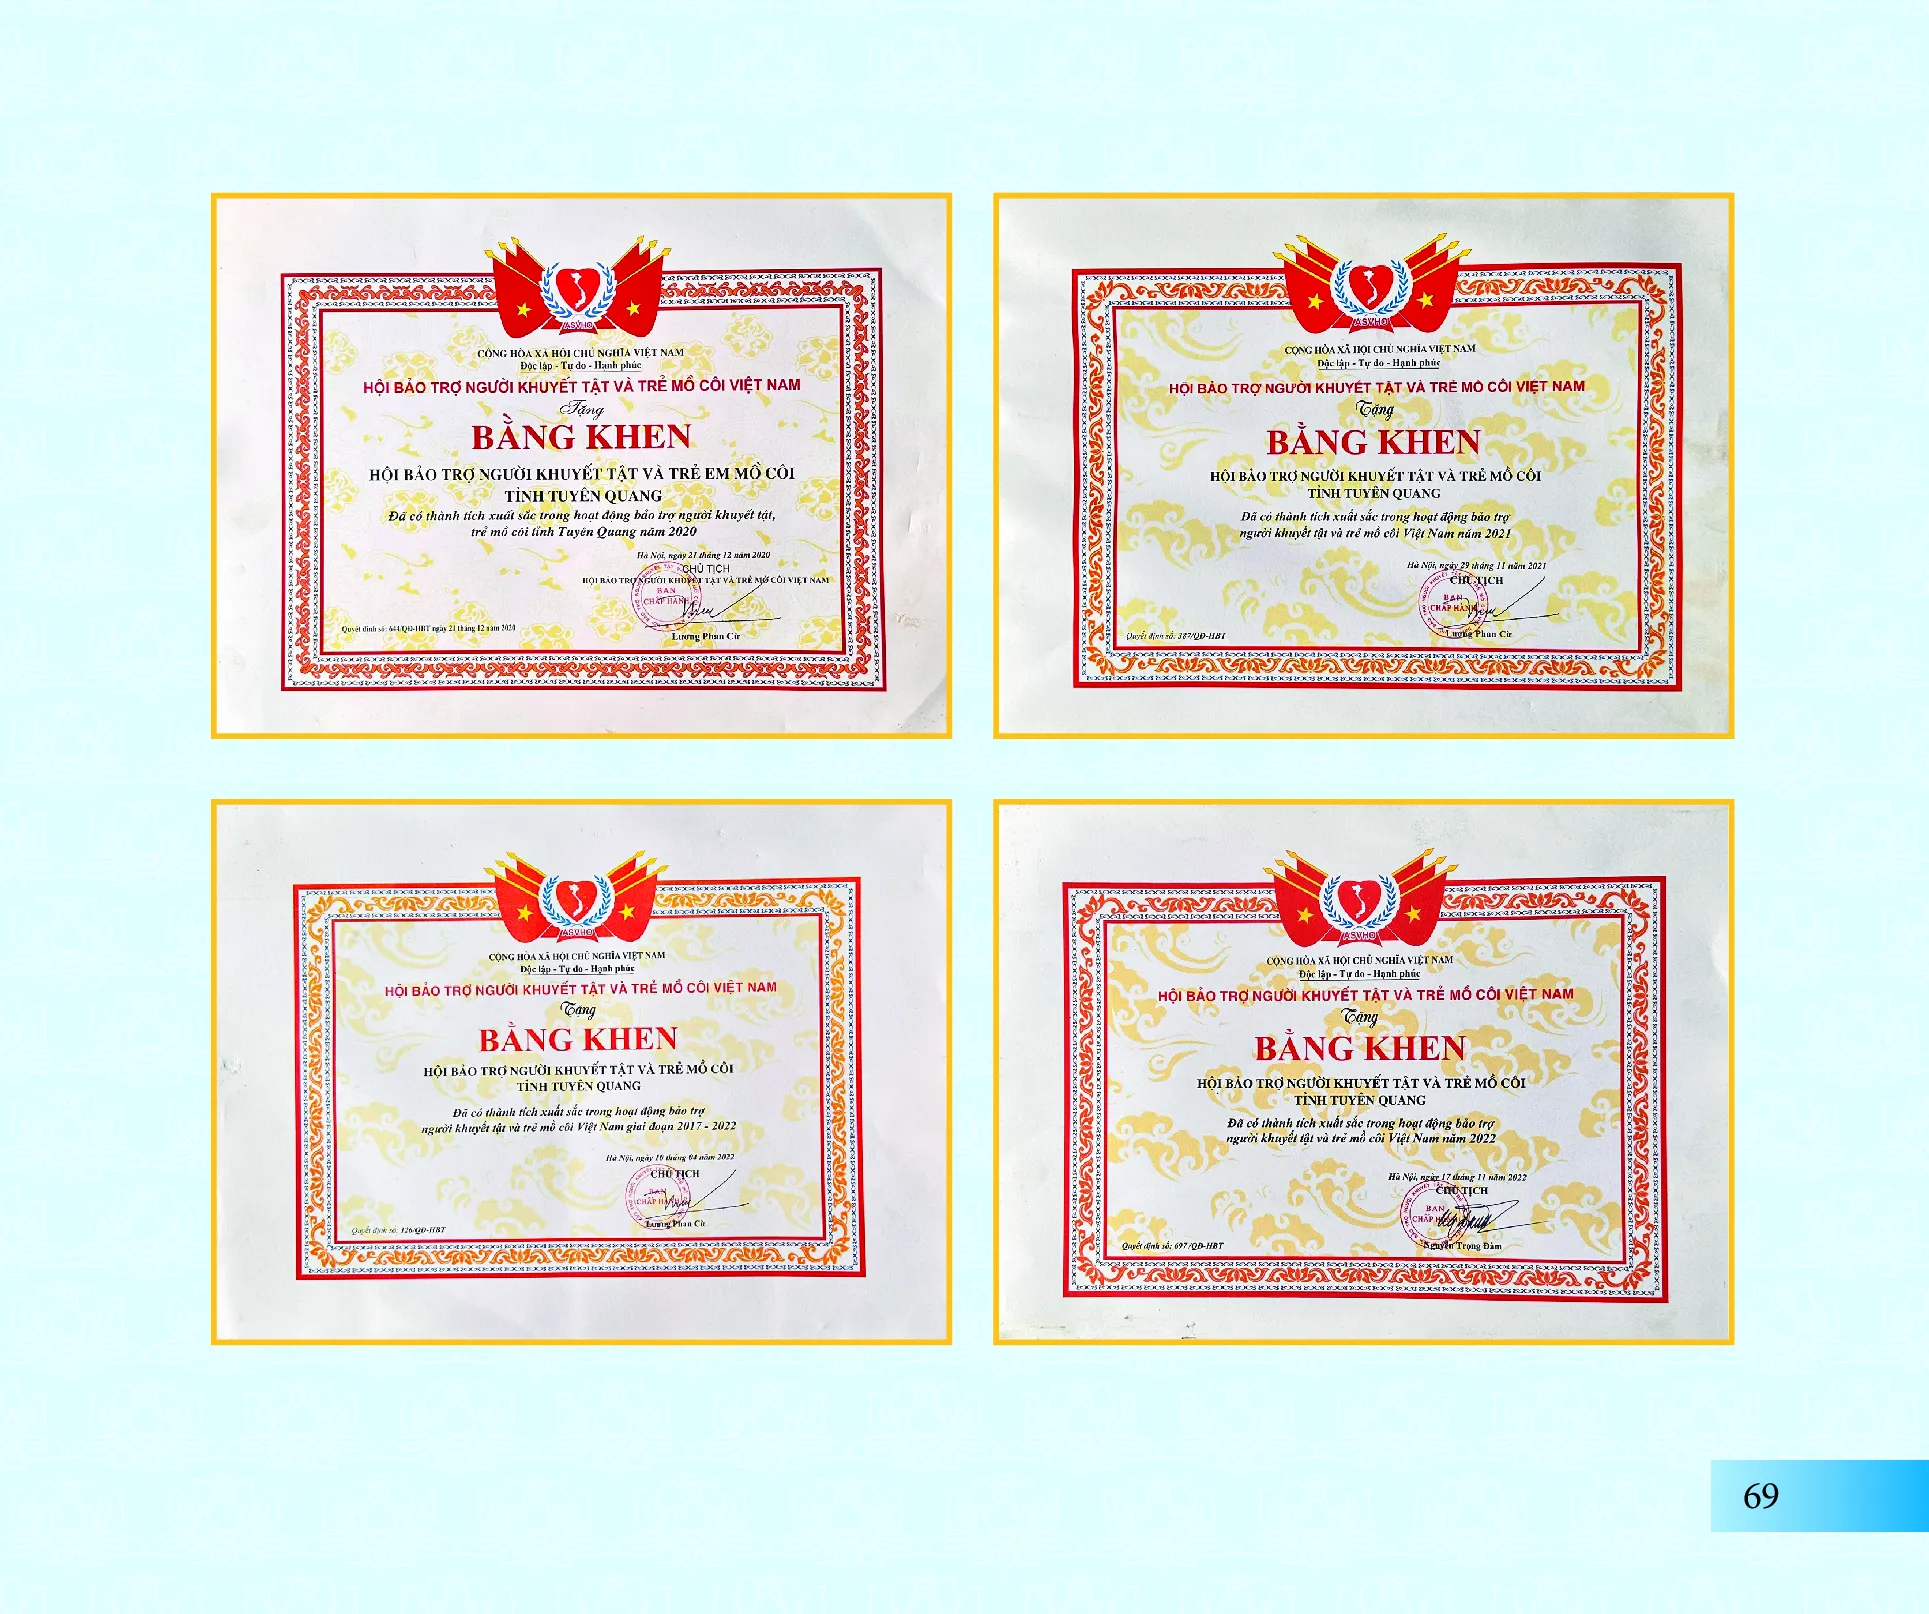 ASVHO
CỘNG HÒA XÃ HỘI CHỦ NGHĨA VIỆT NAM
Độc lập - Tự do - Hạnh phúc
HỘI BẢO TRỢ NGƯỜI KHUYẾT TẬT VÀ TRẺ MỒ CÔI VIỆT NAM
Tặng
BẰNG KHEN
HỘI BẢO TRỢ NGƯỜI KHUYẾT TẬT VÀ TRẺ EM MỒ CÔI
TỈNH TUYÊN QUANG
Đã có thành tích xuất sắc trong hoạt động bảo trợ người khuyết tật,
trẻ mồ côi tỉnh Tuyên Quang năm 2020
Hà Nội, ngày 21 tháng 12 năm 2020
CHỦ TỊCH
HỘI BẢO TRỢ NGƯỜI KHUYẾT TẬT VÀ TRẺ MỒ CÔI VIỆT NAM
BAN
CHẤP HÀNH
Quyết định số: 644/QĐ-HBT ngày 21 tháng 12 năm 2020
Lương Phan Cừ
ASVHO
CỘNG HÒA XÃ HỘI CHỦ NGHĨA VIỆT NAM
Độc lập - Tự do - Hạnh phúc
HỘI BẢO TRỢ NGƯỜI KHUYẾT TẬT VÀ TRẺ MỒ CÔI VIỆT NAM
Tặng
BẰNG KHEN
HỘI BẢO TRỢ NGƯỜI KHUYẾT TẬT VÀ TRẺ MỒ CÔI
TỈNH TUYÊN QUANG
Đã có thành tích xuất sắc trong hoạt động bảo trợ
người khuyết tật và trẻ mồ côi Việt Nam năm 2021
Hà Nội, ngày 29 tháng 11 năm 2021
CHỦ TỊCH
BAN
CHẤP HÀNH
Quyết định số: 387/QĐ-HBT
Lương Phan Cừ
ASVHO
CỘNG HÒA XÃ HỘI CHỦ NGHĨA VIỆT NAM
Độc lập - Tự do - Hạnh phúc
HỘI BẢO TRỢ NGƯỜI KHUYẾT TẬT VÀ TRẺ MỒ CÔI VIỆT NAM
Tặng
BẰNG KHEN
HỘI BẢO TRỢ NGƯỜI KHUYẾT TẬT VÀ TRẺ MỒ CÔI
TỈNH TUYÊN QUANG
Đã có thành tích xuất sắc trong hoạt động bảo trợ
người khuyết tật và trẻ mồ côi Việt Nam giai đoạn 2017 - 2022
Hà Nội, ngày 10 tháng 04 năm 2022
CHỦ TỊCH
BAN
CHẤP HÀNH
Lương Phan Cừ
Quyết định số: 126/QĐ-HBT
ASVHO
CỘNG HÒA XÃ HỘI CHỦ NGHĨA VIỆT NAM
Độc lập - Tự do - Hạnh phúc
HỘI BẢO TRỢ NGƯỜI KHUYẾT TẬT VÀ TRẺ MỒ CÔI VIỆT NAM
Tặng
BẰNG KHEN
HỘI BẢO TRỢ NGƯỜI KHUYẾT TẬT VÀ TRẺ MỒ CÔI
TỈNH TUYÊN QUANG
Đã có thành tích xuất sắc trong hoạt động bảo trợ
người khuyết tật và trẻ mồ côi Việt Nam năm 2022
Hà Nội, ngày 17 tháng 11 năm 2022
CHỦ TỊCH
BAN
CHẤP HÀNH
Quyết định số: 697/QĐ-HBT
Nguyễn Trọng Đàm
69